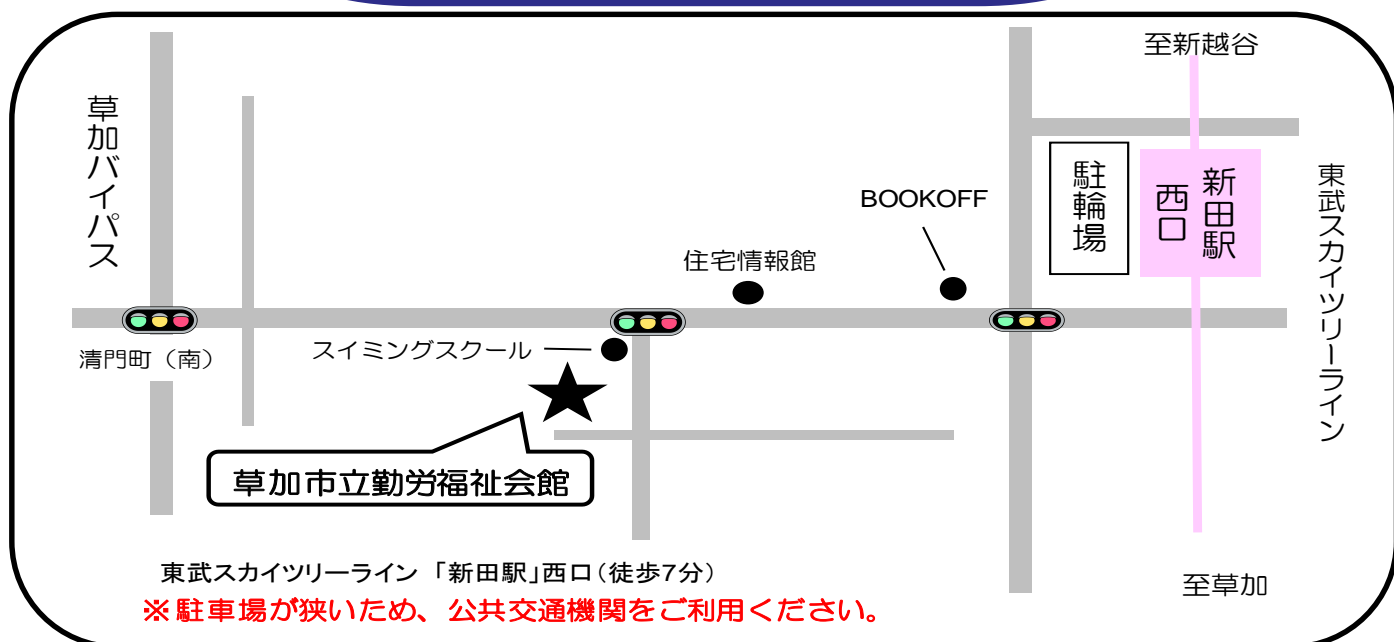 至新越谷
草加バイパス
駐輪場
新田駅
西口
東武スカイツリーライン
BOOKOFF
住宅情報館
スイミングスクール
清門町（南）
草加市立勤労福祉会館
東武スカイツリーライン 「新田駅」西口（徒歩7分）
至草加
※駐車場が狭いため、公共交通機関をご利用ください。